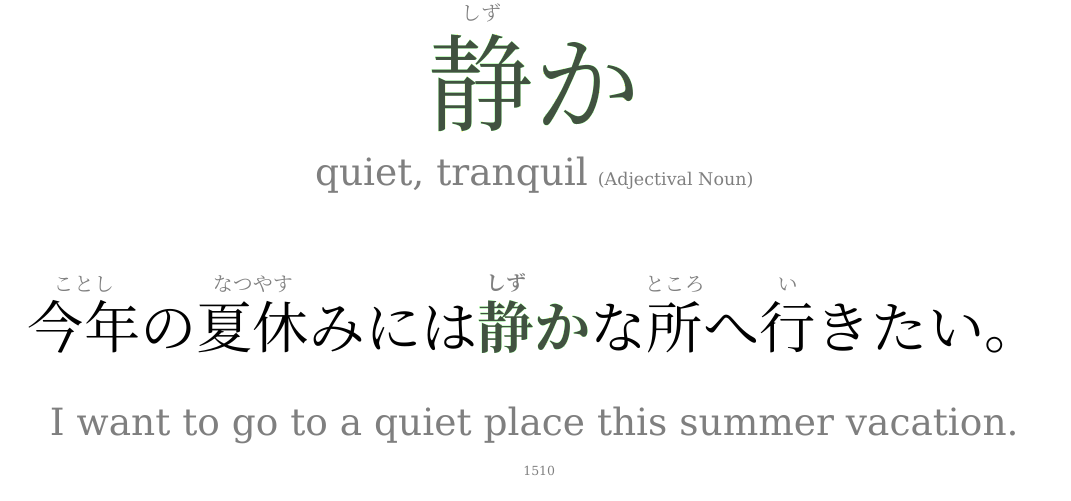 しず
静か
quiet, tranquil (Adjectival Noun)
ことし なつやす しず ところ い
今年の夏休みには静かな所へ行きたい。
I want to go to a quiet place this summer vacation.
1510